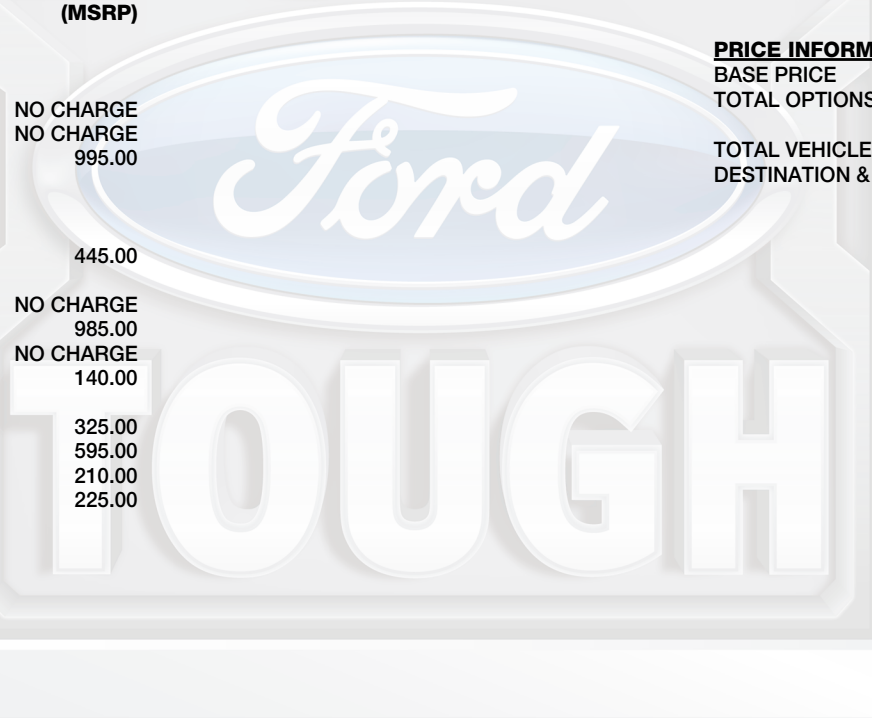 (MSRP)
NO CHARGE
NO CHARGE
995.00
445.00
NO CHARGE
985.00
NO CHARGE
140.00
325.00
595.00
210.00
225.00
PRICE INFORM
BASE PRICE
TOTAL OPTIONS
TOTAL VEHICLE
DESTINATION &
Ford
TOUGH